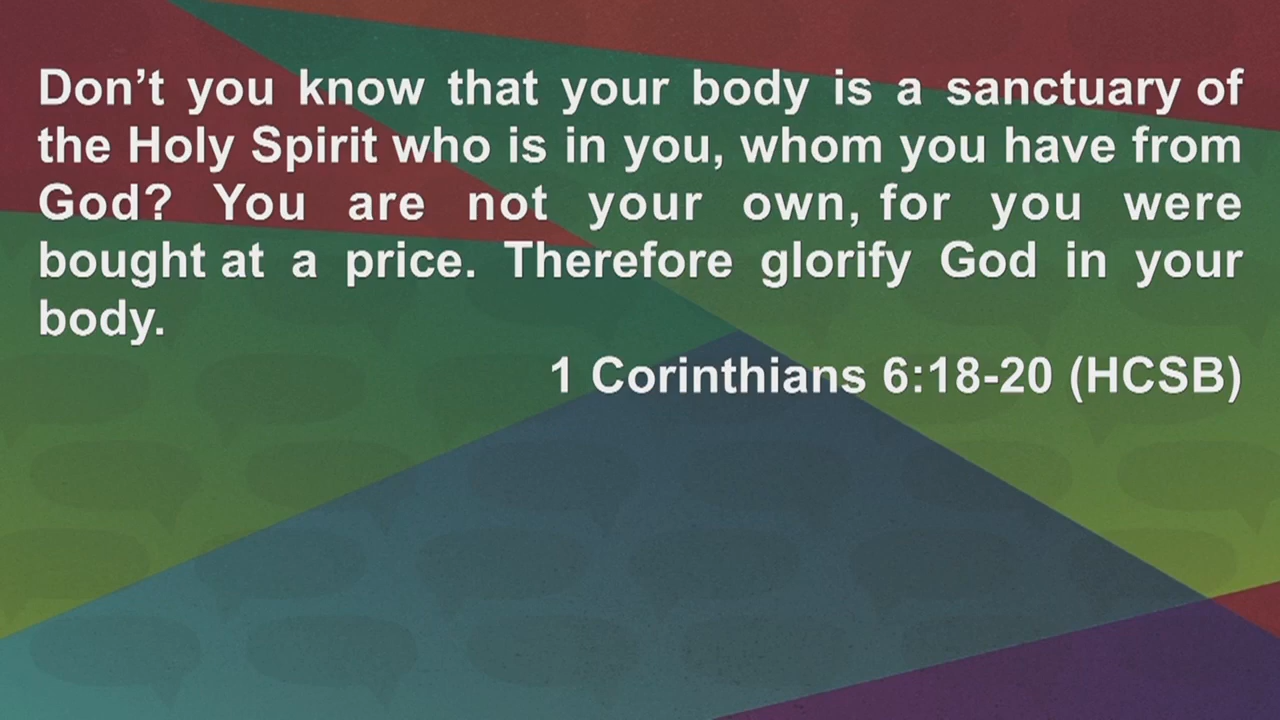 Don’t you know that your body is a sanctuary of
the Holy Spirit who is in you, whom you have from
God? You are not your own, for you were
bought at a price. Therefore glorify God in your
body.
1 Corinthians 6:18-20 (HCSB)